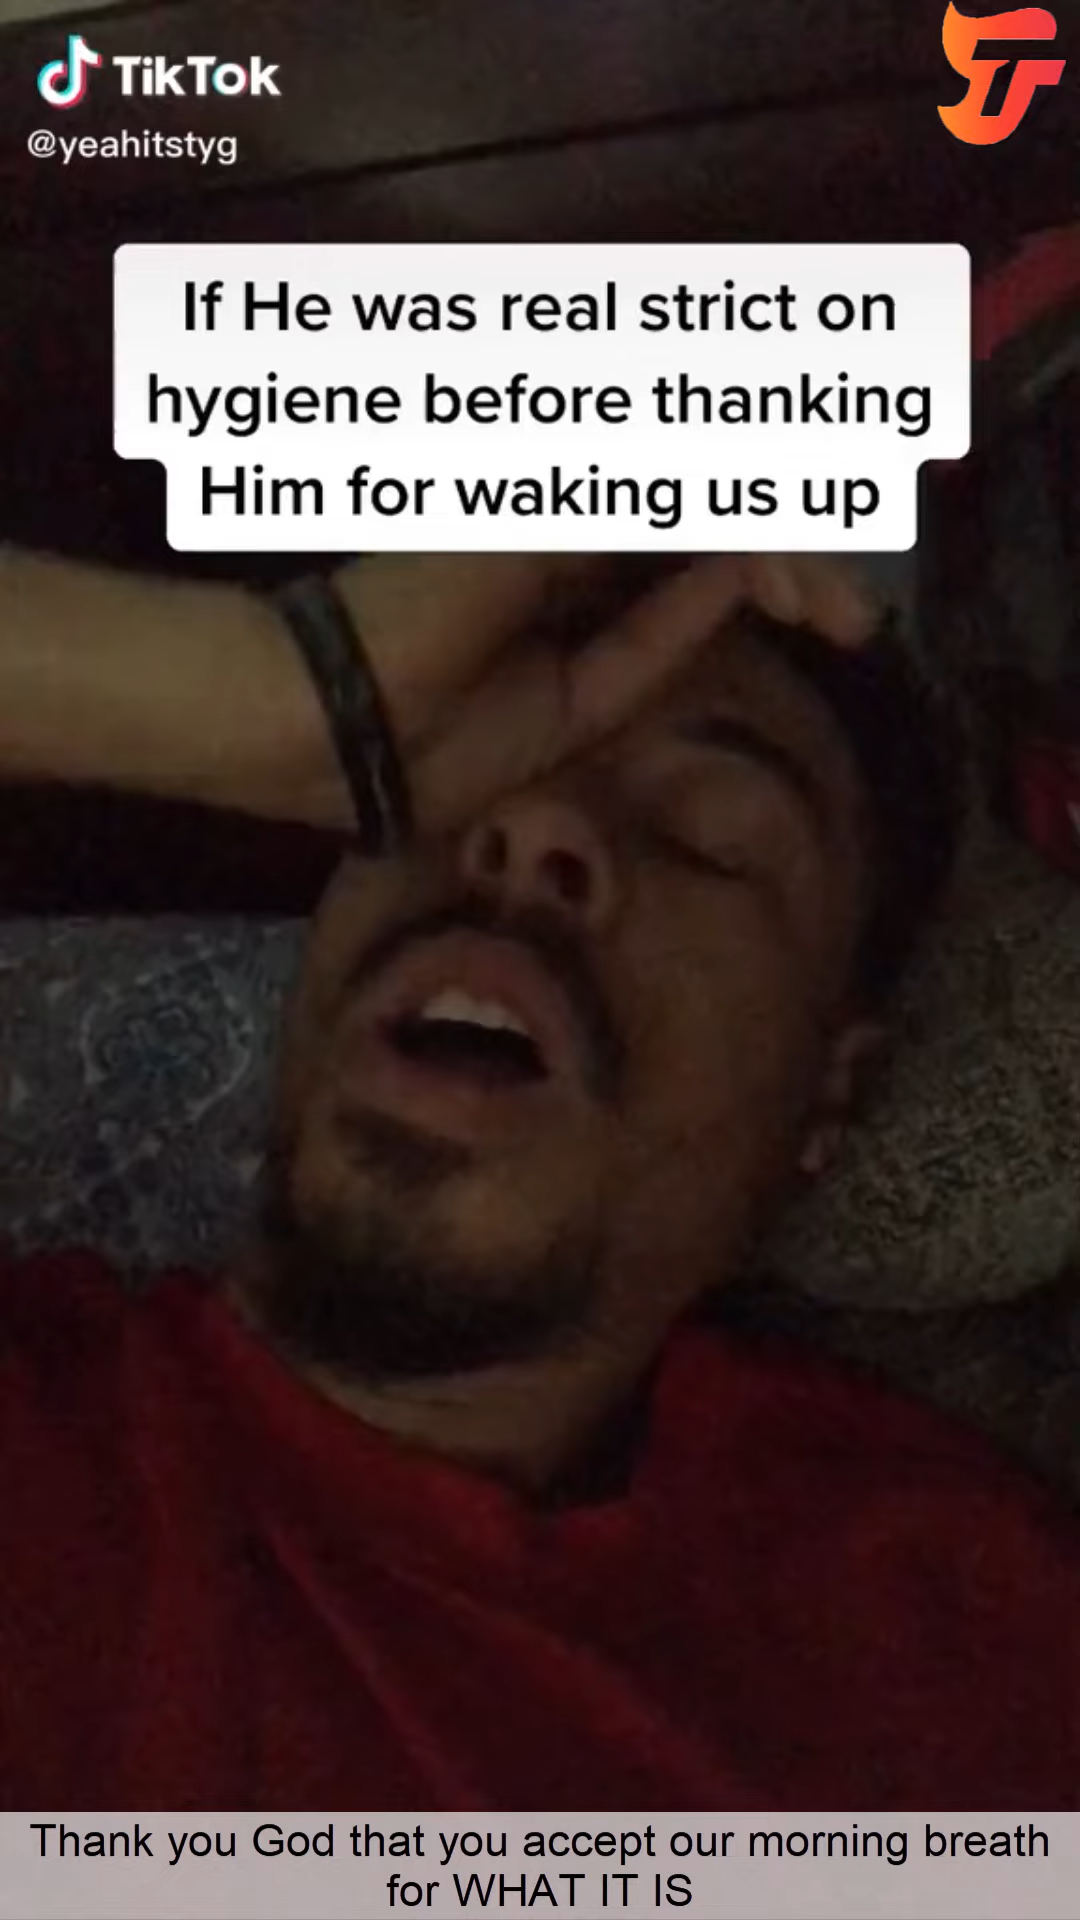 TikTok
@yeahitstyg
If He was real strict on
hygiene before thanking
Him for waking us up
Thank you God that you accept our morning breath
for WHAT IT IS